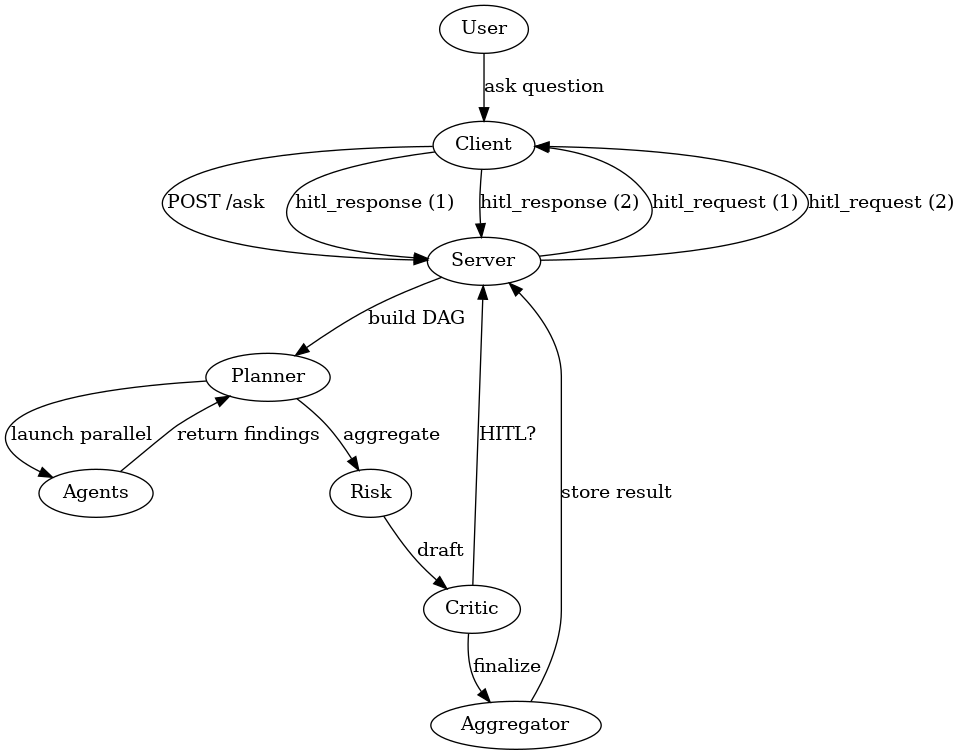 User
ask question
Client
POST /ask
hitl_response (1)
hitl_response (2)
hitl_request (1)
hitl_request (2)
Server
build DAG
Planner
launch parallel
return findings
aggregate
HITL?
Agents
Risk
store result
draft
Critic
finalize
Aggregator